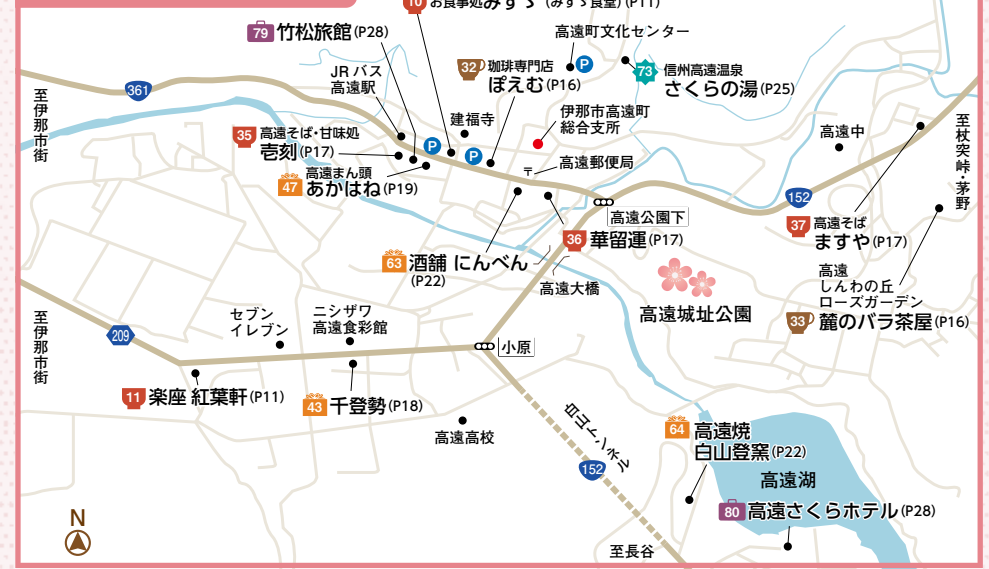 10 お食事処みすゞ(みすゞ食堂)(P11)
79 竹松旅館(P28)
高遠町文化センター
P
32 珈琲専門店
ぽえむ(P16)
73 信州高遠温泉
さくらの湯(P25)
JRバス
高遠駅
361
至伊那市街
伊那市高遠町
総合支所
建福寺
高遠中
至杖突峠・茅野
35 高遠そば・甘味処
壱刻(P17)
P
P
高遠郵便局
〒
47 高遠まん頭
あかはね(P19)
152
高遠公園下
37 高遠そば
ますや(P17)
36 華留運(P17)
63 酒舗 にんべん
(P22)
高遠大橋
高遠
しんわの丘
ローズガーデン
33 麓のバラ茶屋(P16)
高遠城址公園
至伊那市街
209
セブン
イレブン
ニシザワ
高遠食彩館
小原
11 楽座 紅葉軒(P11)
43 千登勢(P18)
高遠高校
白山トンネル
152
64 高遠焼
白山登窯(P22)
高遠湖
80 高遠さくらホテル(P28)
N
至長谷